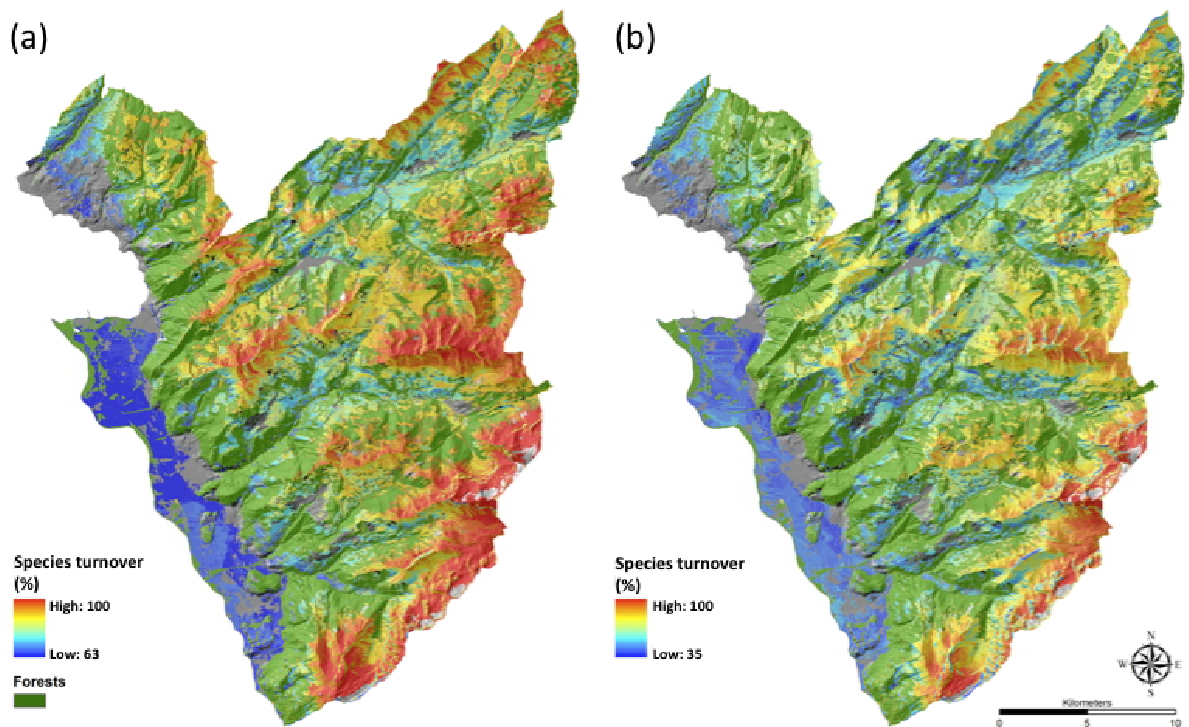 (a)
(b)
Species turnover
(%)
High: 100
Low: 63
Forests
Species turnover
(%)
High: 100
Low: 35
N
W E
S
Kilometers
0 5 10